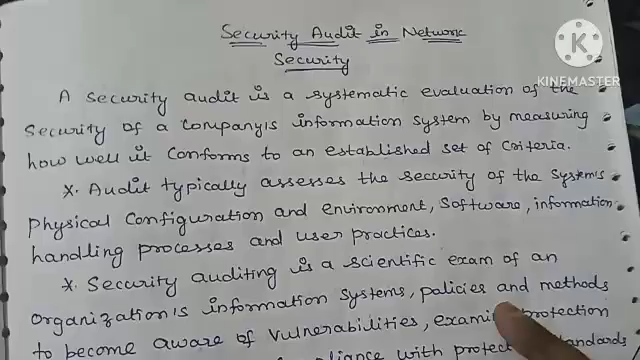 Security Audit in Network
Security
K
KINEMASTER
A security audit is a systematic evaluation of the
security of a company's information system by measuring
how well it conforms to an established set of criteria.
*. Audit typically assesses the security of the system's
physical configuration and environment, software, information
handling processes and user practices.
*. Security auditing is a scientific exam of an
organization's information systems, policies and methods
to become aware of vulnerabilities, protection
with